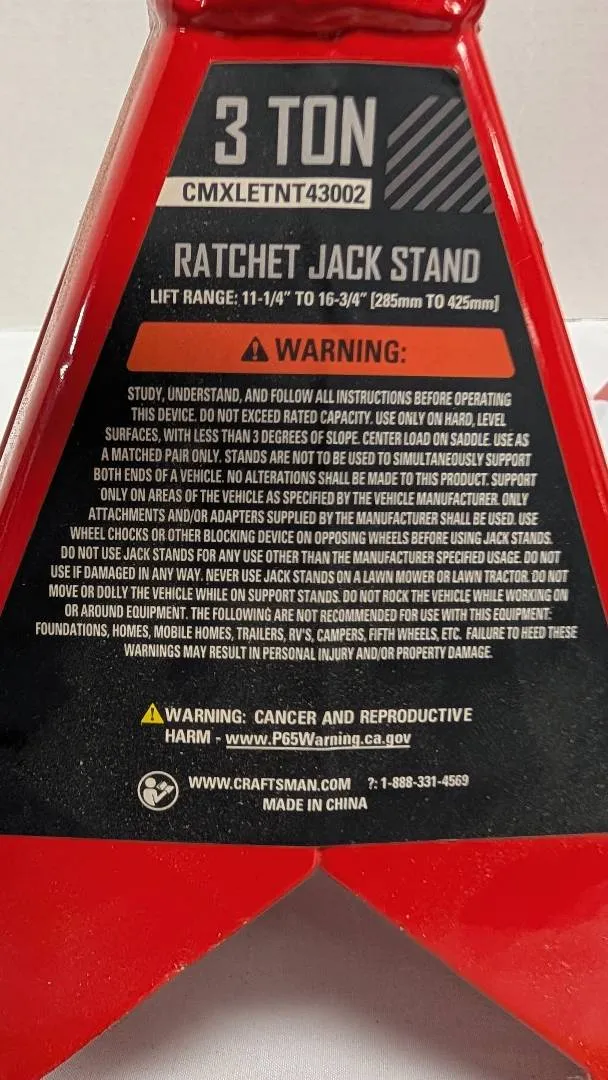 3 TON
CMXLETNT43002
RATCHET JACK STAND
LIFT RANGE: 11-1/4" TO 16-3/4" [285mm TO 425mm]
WARNING:
STUDY, UNDERSTAND, AND FOLLOW ALL INSTRUCTIONS BEFORE OPERATING
THIS DEVICE. DO NOT EXCEED RATED CAPACITY. USE ONLY ON HARD, LEVEL
SURFACES, WITH LESS THAN 3 DEGREES OF SLOPE. CENTER LOAD ON SADDLE. USE AS
A MATCHED PAIR ONLY. STANDS ARE NOT TO BE USED TO SIMULTANEOUSLY SUPPORT
BOTH ENDS OF A VEHICLE. NO ALTERATIONS SHALL BE MADE TO THIS PRODUCT. SUPPORT
ONLY ON AREAS OF THE VEHICLE AS SPECIFIED BY THE VEHICLE MANUFACTURER. ONLY
ATTACHMENTS AND/OR ADAPTERS SUPPLIED BY THE MANUFACTURER SHALL BE USED. USE
WHEEL CHOCKS OR OTHER BLOCKING DEVICE ON OPPOSING WHEELS BEFORE USING JACK STANDS.
DO NOT USE JACK STANDS FOR ANY USE OTHER THAN THE MANUFACTURER SPECIFIED USAGE. DO NOT
USE IF DAMAGED IN ANY WAY. NEVER USE JACK STANDS ON A LAWN MOWER OR LAWN TRACTOR. DO NOT
MOVE OR DOLLY THE VEHICLE WHILE ON SUPPORT STANDS. DO NOT ROCK THE VEHICLE WHILE WORKING ON
OR AROUND EQUIPMENT. THE FOLLOWING ARE NOT RECOMMENDED FOR USE WITH THIS EQUIPMENT:
FOUNDATIONS, HOMES, MOBILE HOMES, TRAILERS, RV'S, CAMPERS, FIFTH WHEELS, ETC. FAILURE TO HEED THESE
WARNINGS MAY RESULT IN PERSONAL INJURY AND/OR PROPERTY DAMAGE.
WARNING: CANCER AND REPRODUCTIVE
HARM - www.P65Warning.ca.gov
WWW.CRAFTSMAN.COM ?: 1-888-331-4569
MADE IN CHINA